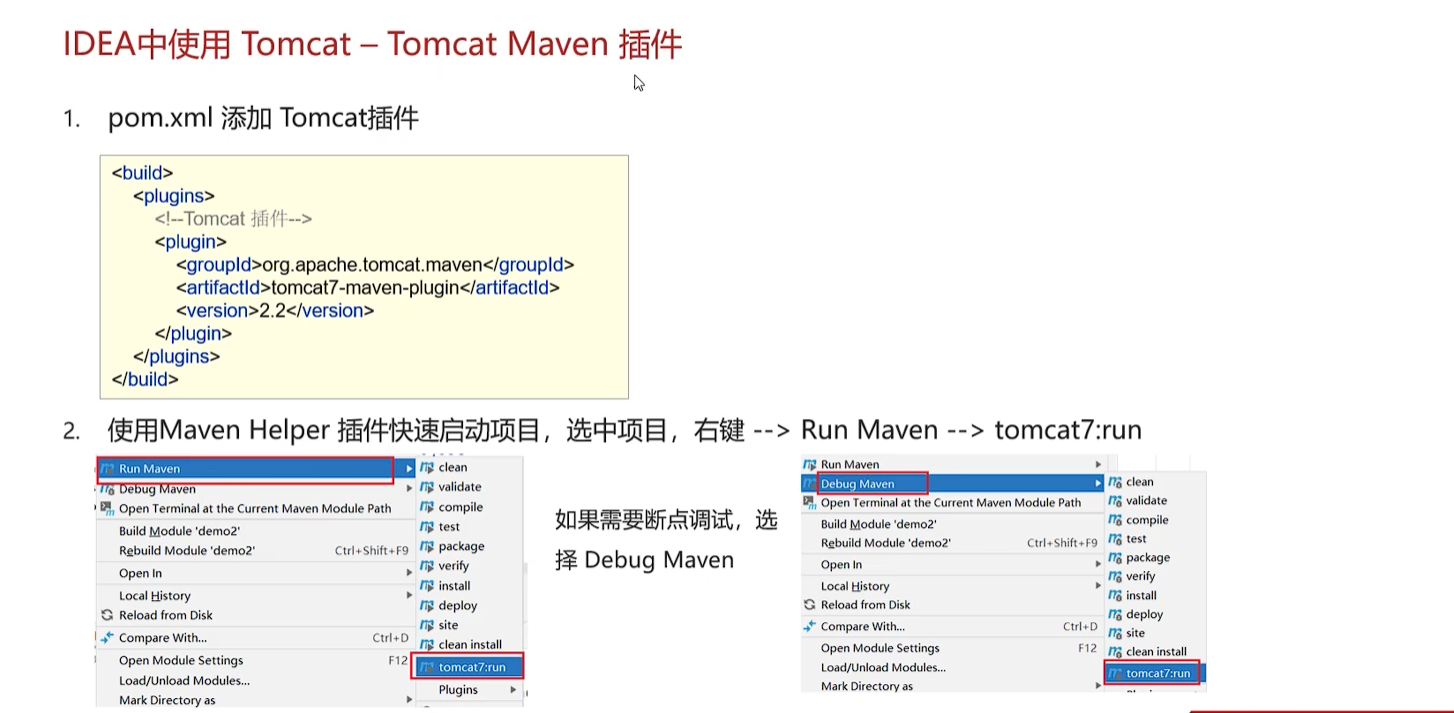 IDEA中使用 Tomcat – Tomcat Maven 插件
1. pom.xml 添加 Tomcat插件
<build>
<plugins>
<!--Tomcat 插件-->
<plugin>
<groupId>org.apache.tomcat.maven</groupId>
<artifactId>tomcat7-maven-plugin</artifactId>
<version>2.2</version>
</plugin>
</plugins>
</build>
2. 使用Maven Helper 插件快速启动项目，选中项目，右键 --> Run Maven --> tomcat7:run
Run Maven
Debug Maven
Open Terminal at the Current Maven Module Path
Build Module 'demo2'
Rebuild Module 'demo2' Ctrl+Shift+F9
Open In
Local History
Reload from Disk
Compare With... Ctrl+D
Open Module Settings F12
Load/Unload Modules...
Mark Directory as
clean
validate
compile
test
package
verify
install
deploy
site
clean install
tomcat7:run
Plugins
如果需要断点调试，选
择 Debug Maven
Run Maven
Debug Maven
Open Terminal at the Current Maven Module Path
Build Module 'demo2'
Rebuild Module 'demo2' Ctrl+Shift+F9
Open In
Local History
Reload from Disk
Compare With... Ctrl+D
Open Module Settings F12
Load/Unload Modules...
Mark Directory as
clean
validate
compile
test
package
verify
install
deploy
site
clean install
tomcat7:run